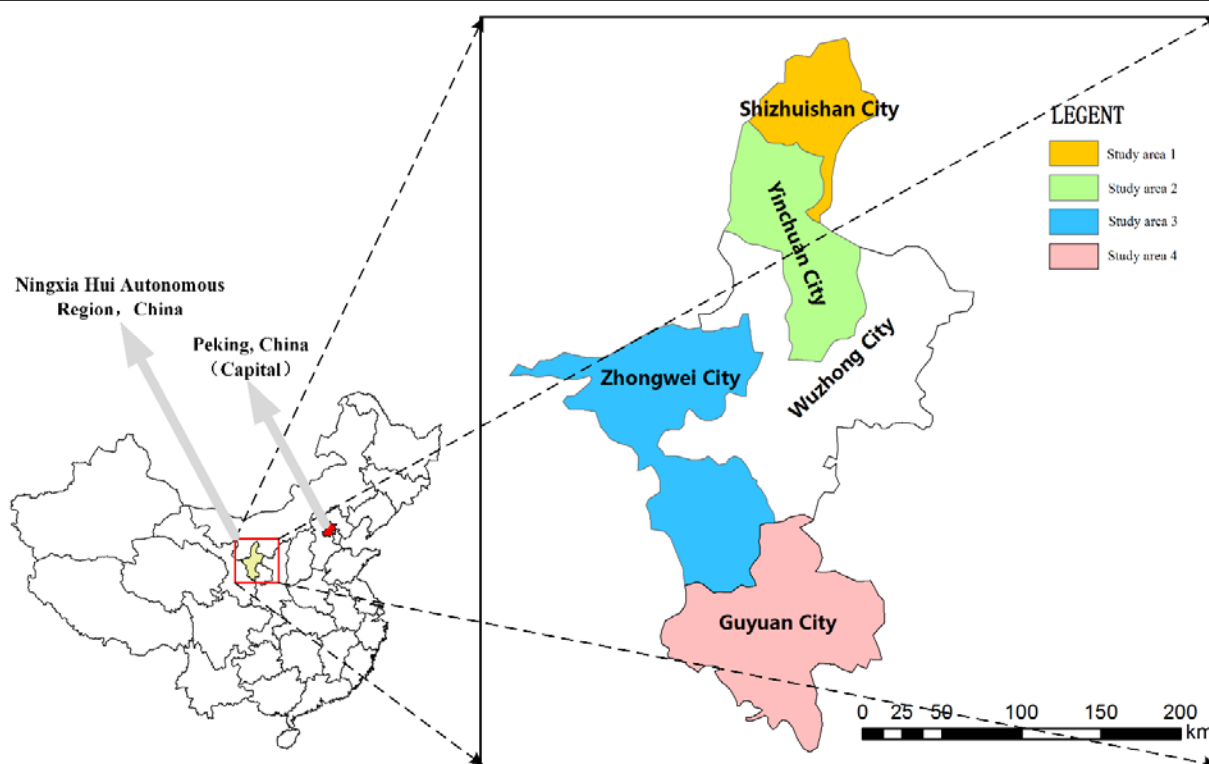 Ningxia Hui Autonomous
Region，China
Peking, China
（Capital）
Shizhuishan City
Yinchuan City
Wuzhong City
Zhongwei City
Guyuan City
LEGENT
Study area 1
Study area 2
Study area 3
Study area 4
0 25 50 100 150 200
km